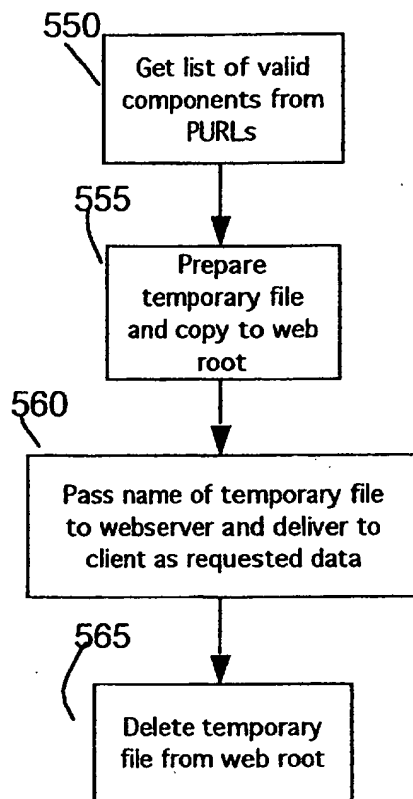 550
Get list of valid
components from
PURLs
555
Prepare
temporary file
and copy to web
root
560
Pass name of temporary file
to webserver and deliver to
client as requested data
565
Delete temporary
file from web root